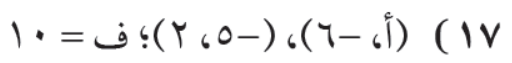 ١٧) (أ، –٦)، (–٥، ٢)؛ ف = ١٠